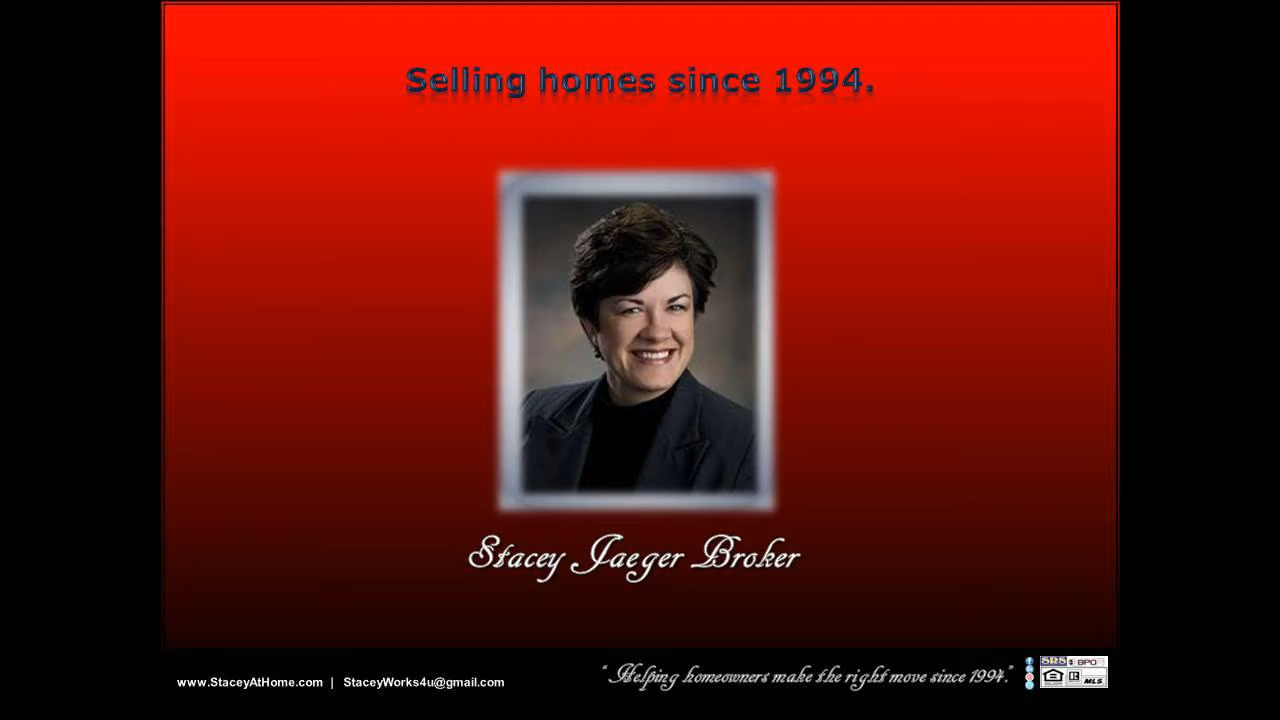 Selling homes since 1994.
Stacey Jaeger Broker
www.StaceyAtHome.com | StaceyWorks4u@gmail.com
“Helping homeowners make the right move since 1994.”
SRS BPO
R MLS